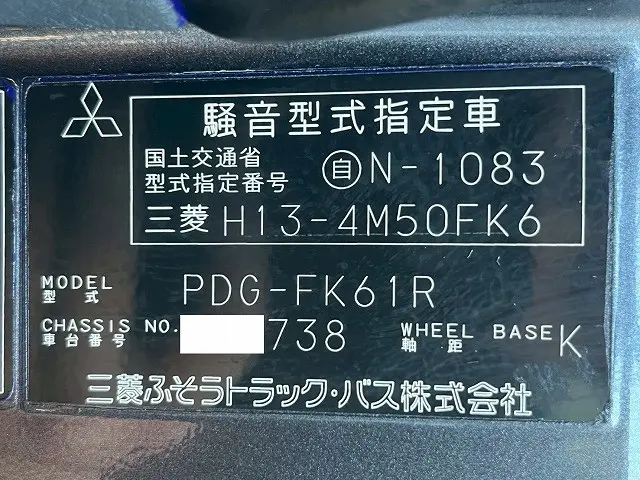 騒音型式指定車
国土交通省
型式指定番号 自N-1083
三菱 H13-4M50FK6
MODEL
型式 PDG-FK61R
CHASSIS NO.
車台番号 738 WHEEL BASE
軸距 K
三菱ふそうトラック・バス株式会社